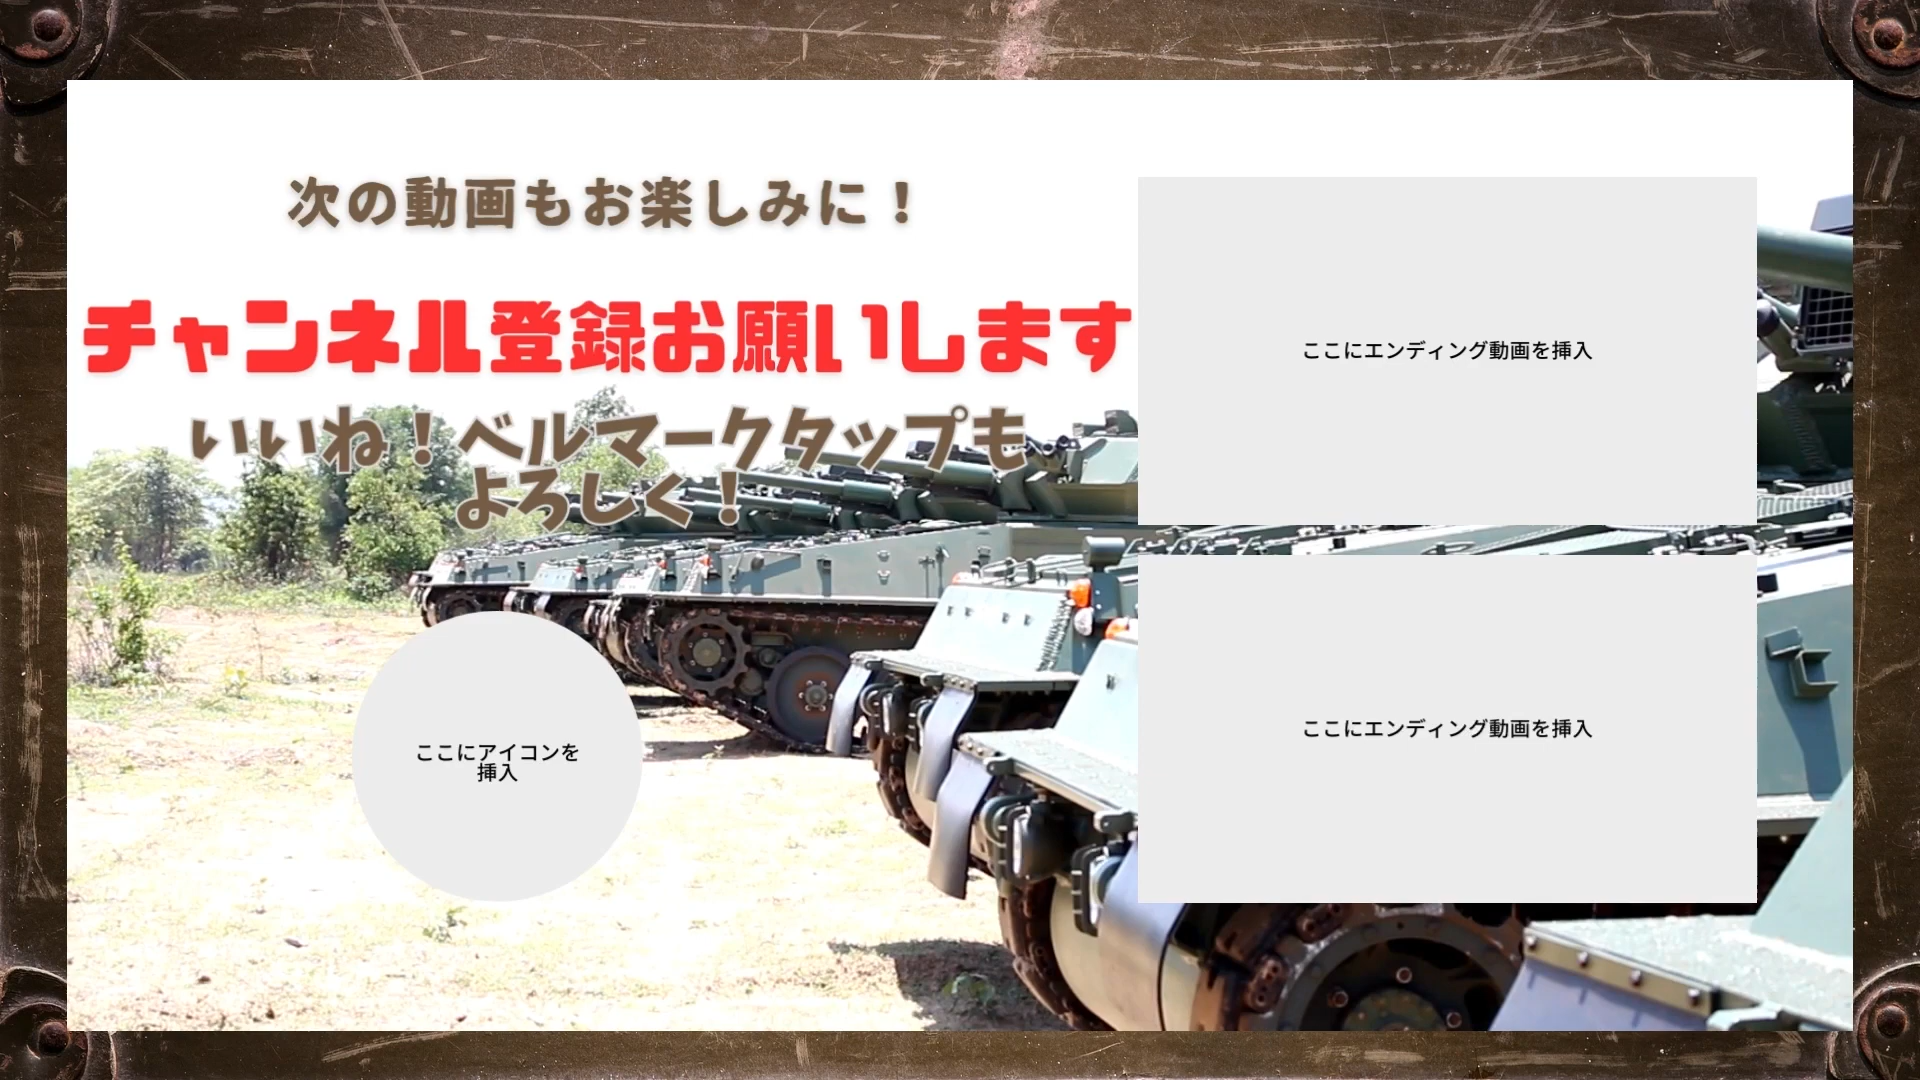 次の動画もお楽しみに！
チャンネル登録お願いします
いいね！ベルマークタップも
よろしく！
ここにエンディング動画を挿入
ここにエンディング動画を挿入
ここにアイコンを
挿入